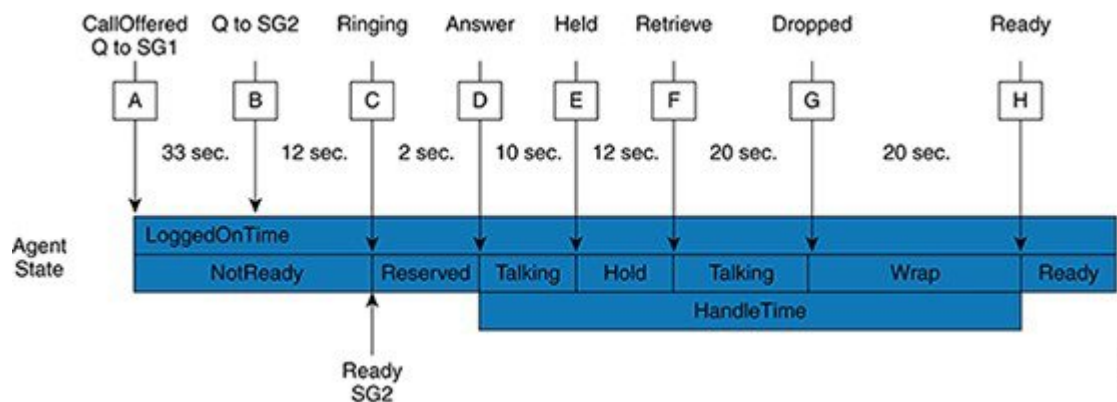 CallOffered
Q to SG1
Q to SG2
Ringing
Answer
Held
Retrieve
Dropped
Ready
A
B
C
D
E
F
G
H
33 sec.
12 sec.
2 sec.
10 sec.
12 sec.
20 sec.
20 sec.
Agent
State
LoggedOnTime
NotReady
Reserved
Talking
Hold
Talking
Wrap
Ready
HandleTime
Ready
SG2